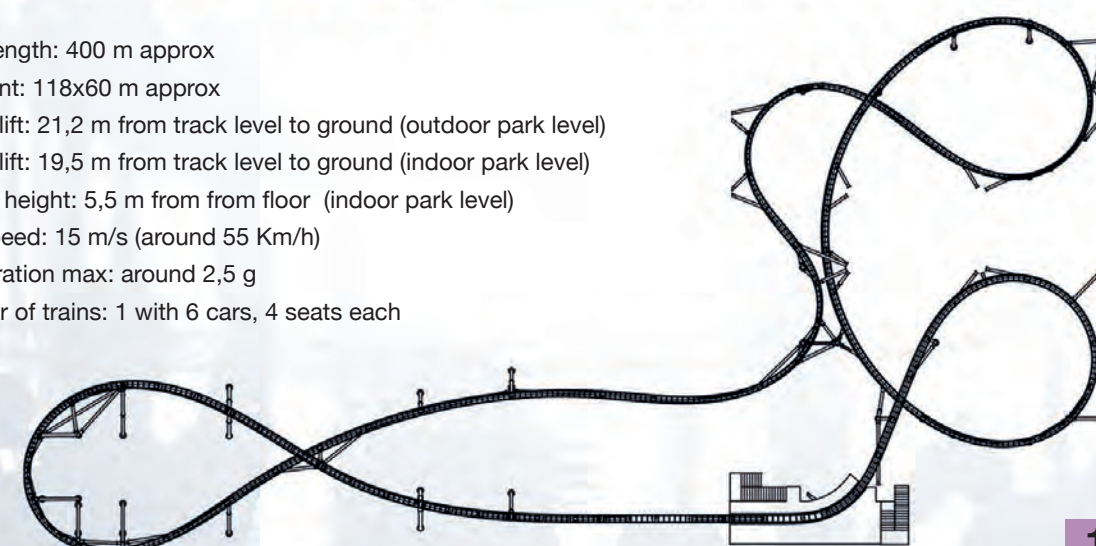 ength: 400 m approx
nt: 118x60 m approx
lift: 21,2 m from track level to ground (outdoor park level)
lift: 19,5 m from track level to ground (indoor park level)
height: 5,5 m from from floor (indoor park level)
eed: 15 m/s (around 55 Km/h)
ration max: around 2,5 g
r of trains: 1 with 6 cars, 4 seats each